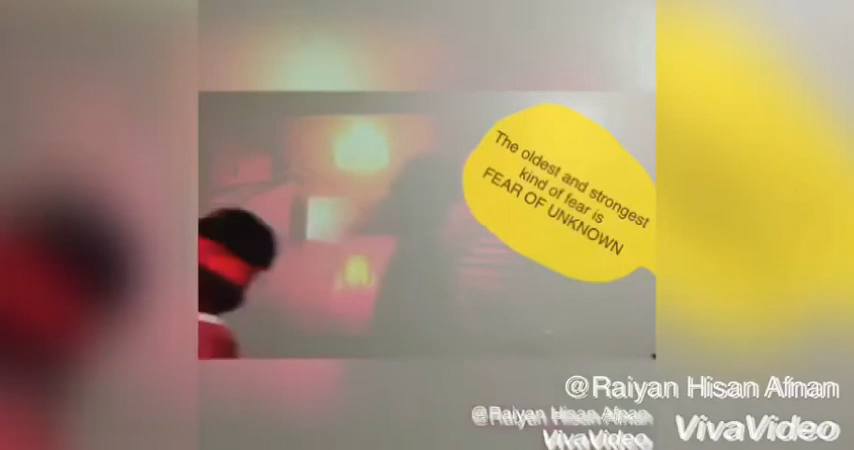 The oldest and strongest
kind of fear is
FEAR OF UNKNOWN
@Raiyan Hisan Afnan
VivaVideo
@Raiyan Hisan Afnan
VivaVideo